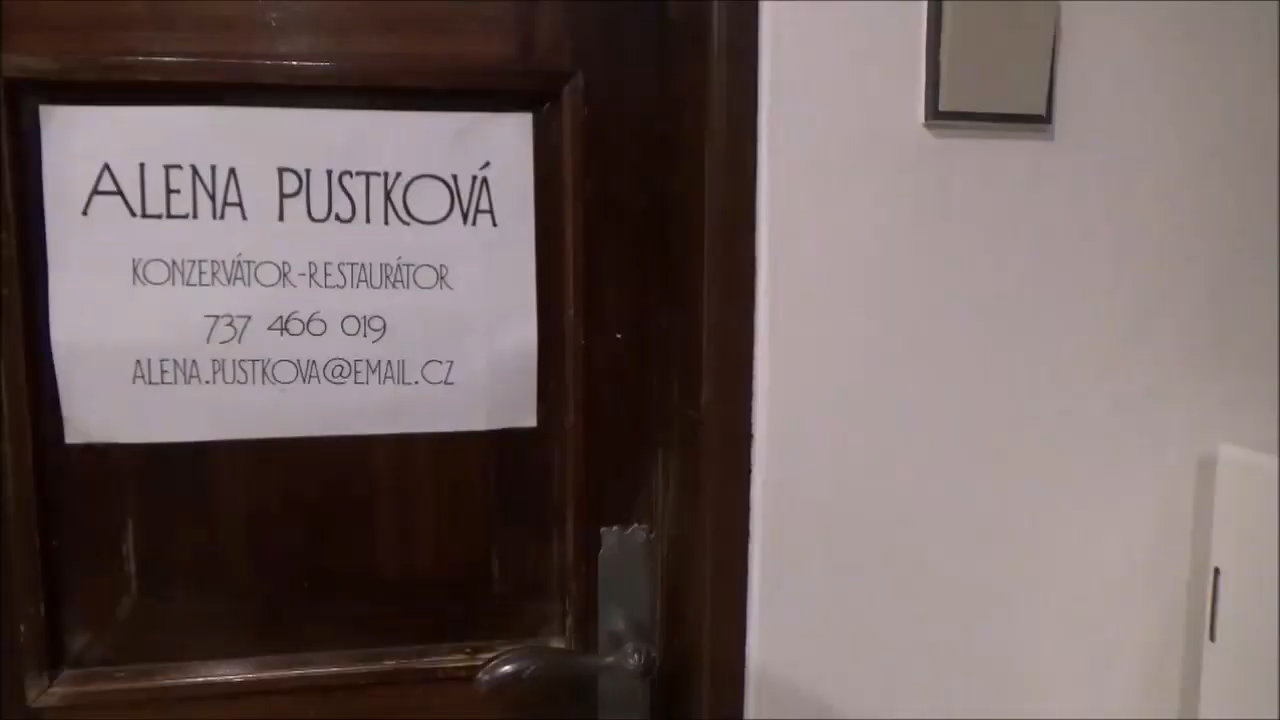 ALENA PUSTKOVÁ
KONZERVÁTOR-RESTAURÁTOR
737 466 019
ALENA.PUSTKOVA@EMAIL.CZ